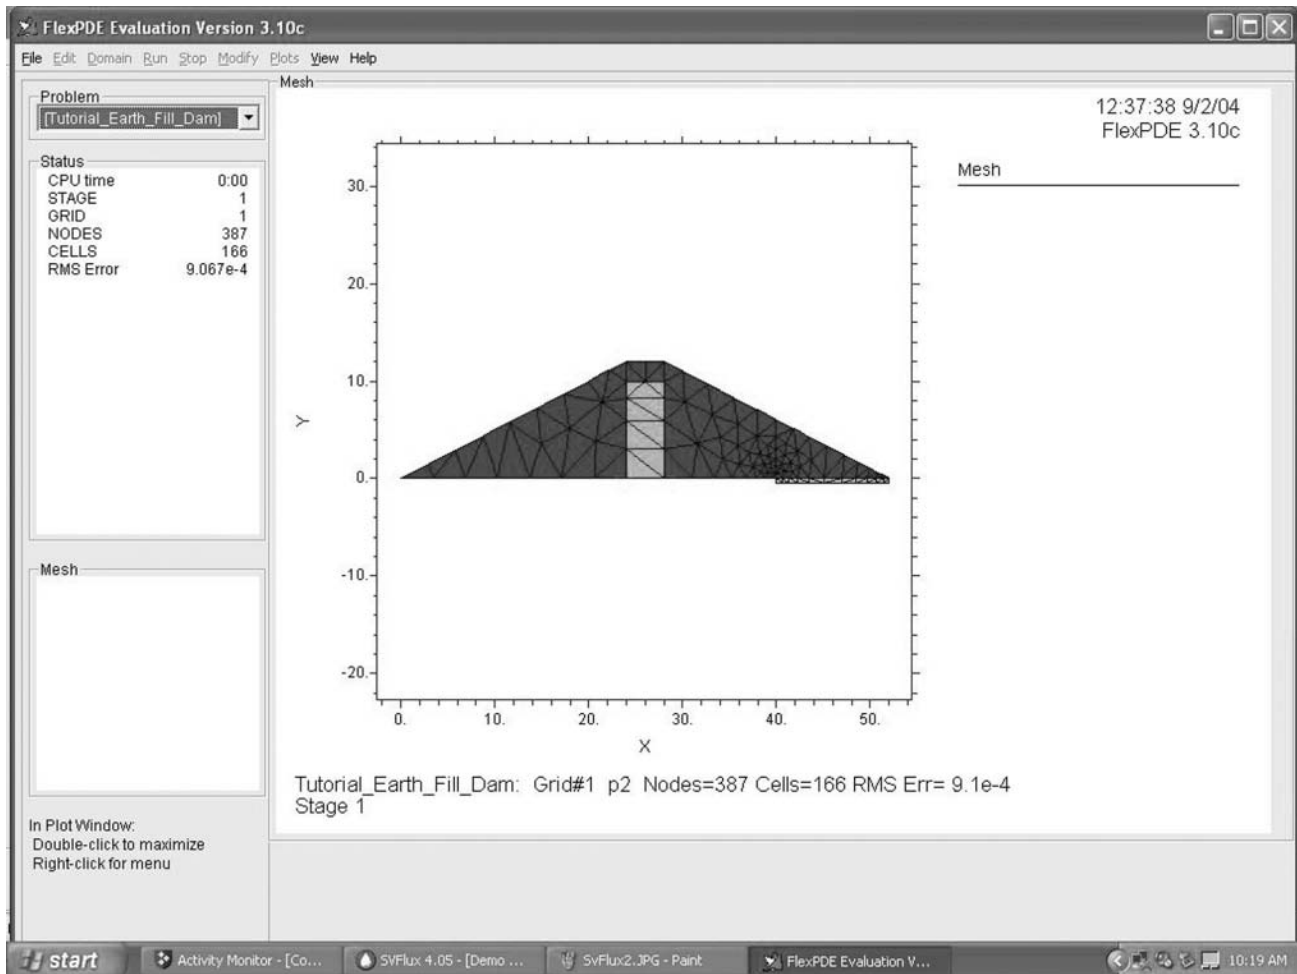 FlexPDE Evaluation Version 3.10c
File Edit Domain Run Stop Modify Plots View Help
Problem
[Tutorial_Earth_Fill_Dam]
Status
CPU time 0:00
STAGE 1
GRID 1
NODES 387
CELLS 166
RMS Error 9.067e-4
Mesh
In Plot Window:
Double-click to maximize
Right-click for menu
Mesh
12:37:38 9/2/04
FlexPDE 3.10c
Mesh
30.
20.
10.
0.
-10.
-20.
Y
0. 10. 20. 30. 40. 50.
X
Tutorial_Earth_Fill_Dam: Grid#1 p2 Nodes=387 Cells=166 RMS Err= 9.1e-4
Stage 1
start
Activity Monitor - [Co...
SVFlux 4.05 - [Demo ...
SvFlux2.JPG - Paint
FlexPDE Evaluation V...
10:19 AM